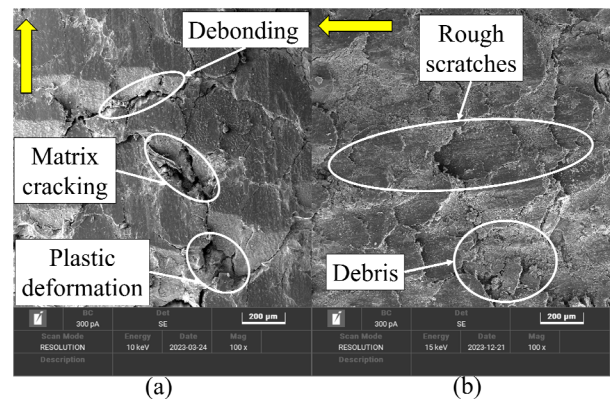 Debonding
Matrix
cracking
Plastic
deformation
BC
Det
200 µm
300 pA
SE
Scan Mode
Energy
Date
Mag
RESOLUTION
10 keV
2023-03-24
100 x
Description
(a)
Rough
scratches
Debris
BC
Det
200 µm
300 pA
SE
Scan Mode
Energy
Date
Mag
RESOLUTION
15 keV
2023-12-21
100 x
Description
(b)